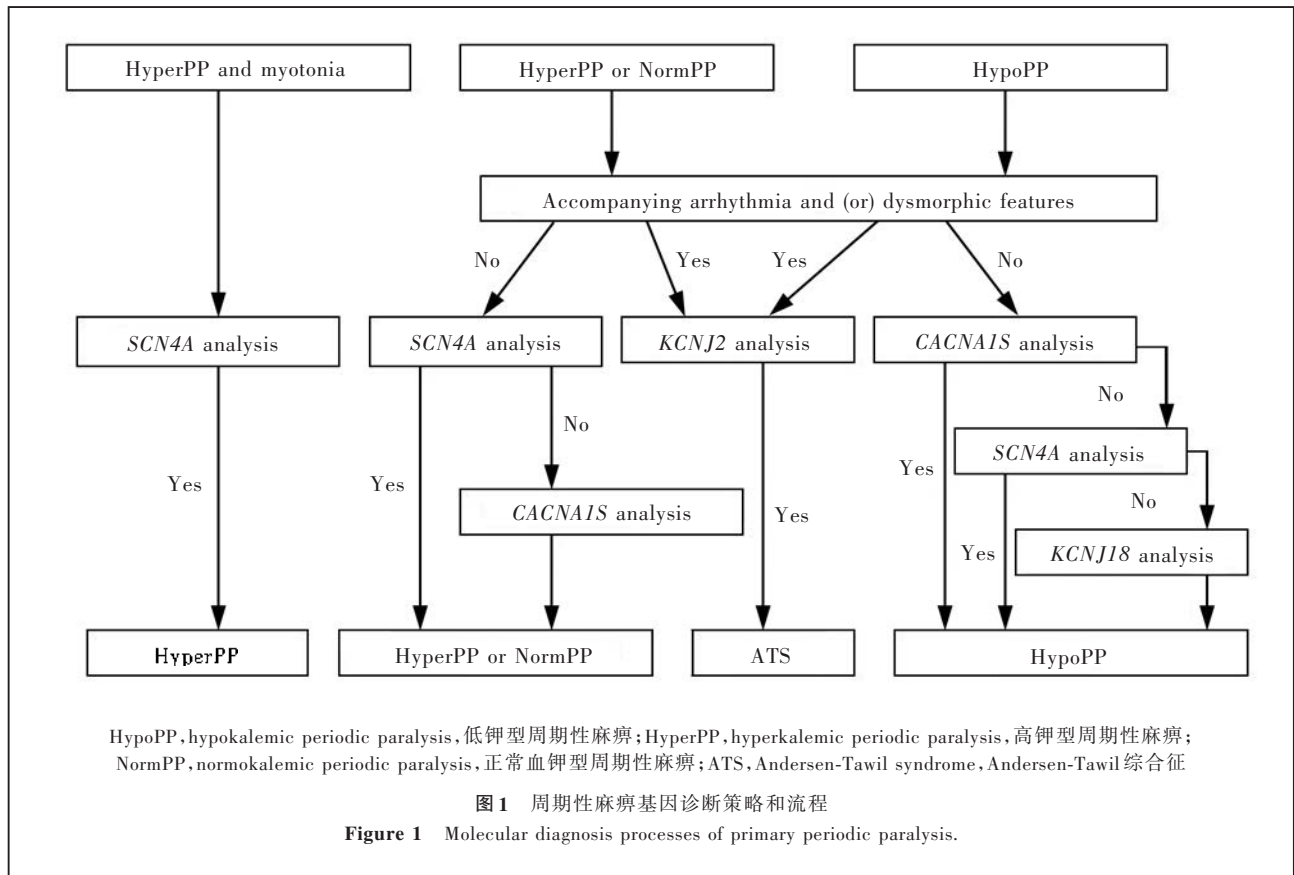 HyperPP and myotonia
HyperPP or NormPP
HypoPP
Accompanying arrhythmia and (or) dysmorphic features
No
Yes
Yes
No
SCN4A analysis
SCN4A analysis
KCNJ2 analysis
CACNA1S analysis
No
No
SCN4A analysis
Yes
Yes
Yes
CACNA1S analysis
Yes
No
Yes
KCNJ18 analysis
HyperPP
HyperPP or NormPP
ATS
HypoPP
HypoPP,hypokalemic periodic paralysis,低钾型周期性麻痹;HyperPP,hyperkalemic periodic paralysis,高钾型周期性麻痹;
NormPP,normokalemic periodic paralysis,正常血钾型周期性麻痹;ATS,Andersen-Tawil syndrome,Andersen-Tawil综合征
图1 周期性麻痹基因诊断策略和流程
Figure 1 Molecular diagnosis processes of primary periodic paralysis.